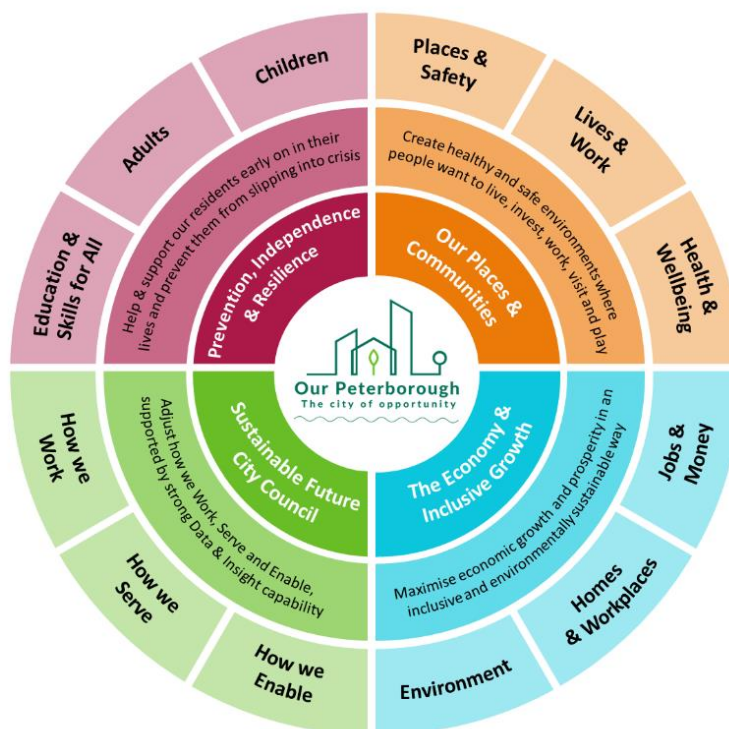 Children
Adults
Education &
Skills for All
Help & support our residents early on in their
lives and prevent them from slipping into crisis
Prevention, Independence
& Resilience
Places &
Safety
Lives &
Work
Health &
Wellbeing
Create healthy and safe environments where
people want to live, invest, work, visit and play
Our Places &
Communities
Our Peterborough
The city of opportunity
Sustainable Future
City Council
Adjust how we Work, Serve and Enable,
supported by strong Data & Insight capability
How we
Work
How we
Serve
How we
Enable
The Economy &
Inclusive Growth
Maximise economic growth and prosperity in an
inclusive and environmentally sustainable way
Jobs &
Money
Homes
& Workplaces
Environment